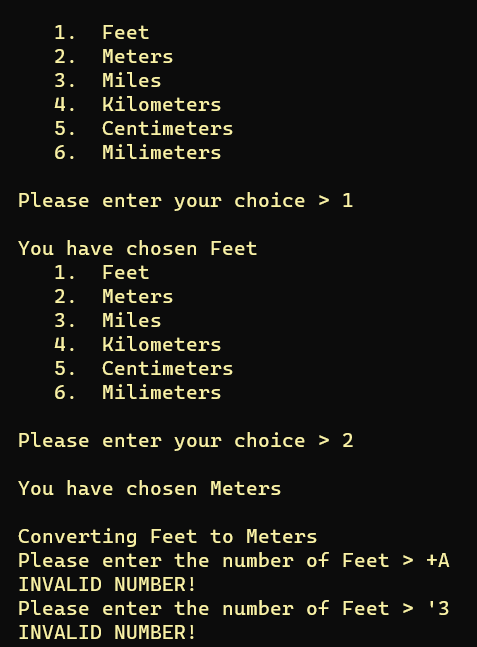 1. Feet
2. Meters
3. Miles
4. Kilometers
5. Centimeters
6. Milimeters
Please enter your choice > 1
You have chosen Feet
1. Feet
2. Meters
3. Miles
4. Kilometers
5. Centimeters
6. Milimeters
Please enter your choice > 2
You have chosen Meters
Converting Feet to Meters
Please enter the number of Feet > +A
INVALID NUMBER!
Please enter the number of Feet > '3
INVALID NUMBER!